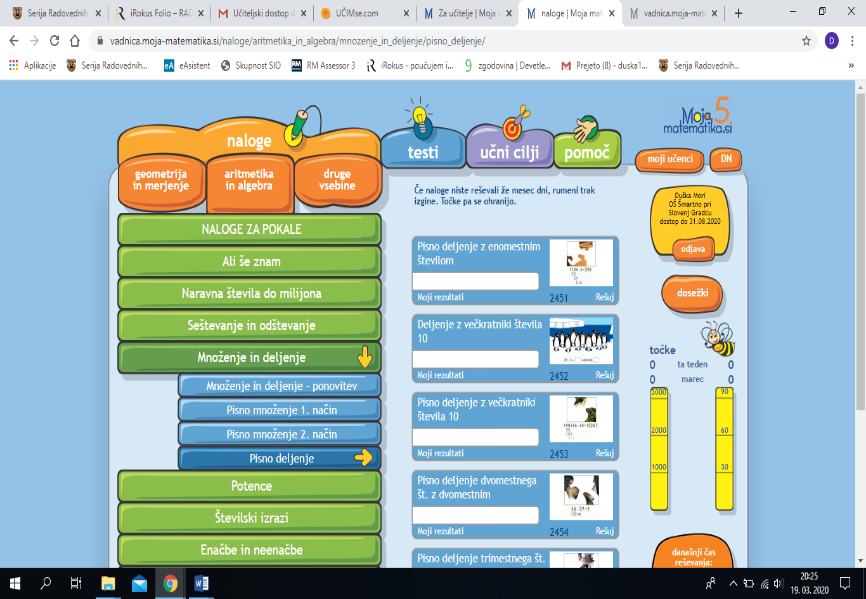 Serija Radovednih
iRokus Folio – RAD
Učiteljski dostop d
UČIMse.com
Za učitelje | Moja
naloge | Moja mat
vadnica.moja-mate
vadnica.moja-matematika.si/naloge/aritmetika_in_algebra/mnozenje_in_deljenje/pisno_deljenje/
Aplikacije
Serija Radovednih...
eAsistent
Skupnost SIO
RM Assessor 3
iRokus - poučujem i...
zgodovina | Devetle...
Prejeto (8) - duska1...
Serija Radovednih...
naloge
testi
učni cilji
pomoč
Moja 5
matematika.si
moji učenci
DN
geometrija
in merjenje
aritmetika
in algebra
druge
vsebine
Če naloge niste reševali že mesec dni, rumeni trak
izgine. Točke pa se ohranijo.
Duška Mori
OŠ Šmartno pri
Slovenj Gradcu
dostop do 31.08.2020
odjava
dosežki
NALOGE ZA POKALE
Ali še znam
Naravna števila do milijona
Seštevanje in odštevanje
Množenje in deljenje
Množenje in deljenje - ponovitev
Pisno množenje 1. način
Pisno množenje 2. način
Pisno deljenje
Potence
Številski izrazi
Enačbe in neenačbe
Pisno deljenje z enomestnim
številom
Moji rezultati 2451 Rešuj
Deljenje z večkratniki števila
10
Moji rezultati 2452 Rešuj
Pisno deljenje z večkratniki
števila 10
Moji rezultati 2453 Rešuj
Pisno deljenje dvomestnega
št. z dvomestnim
Moji rezultati 2454 Rešuj
Pisno deljenje trimestnega št.
točke
0 ta teden 0
0 marec 0
3000 90
2000 60
1000 30
današnji čas
reševanja:
20:25
19. 03. 2020